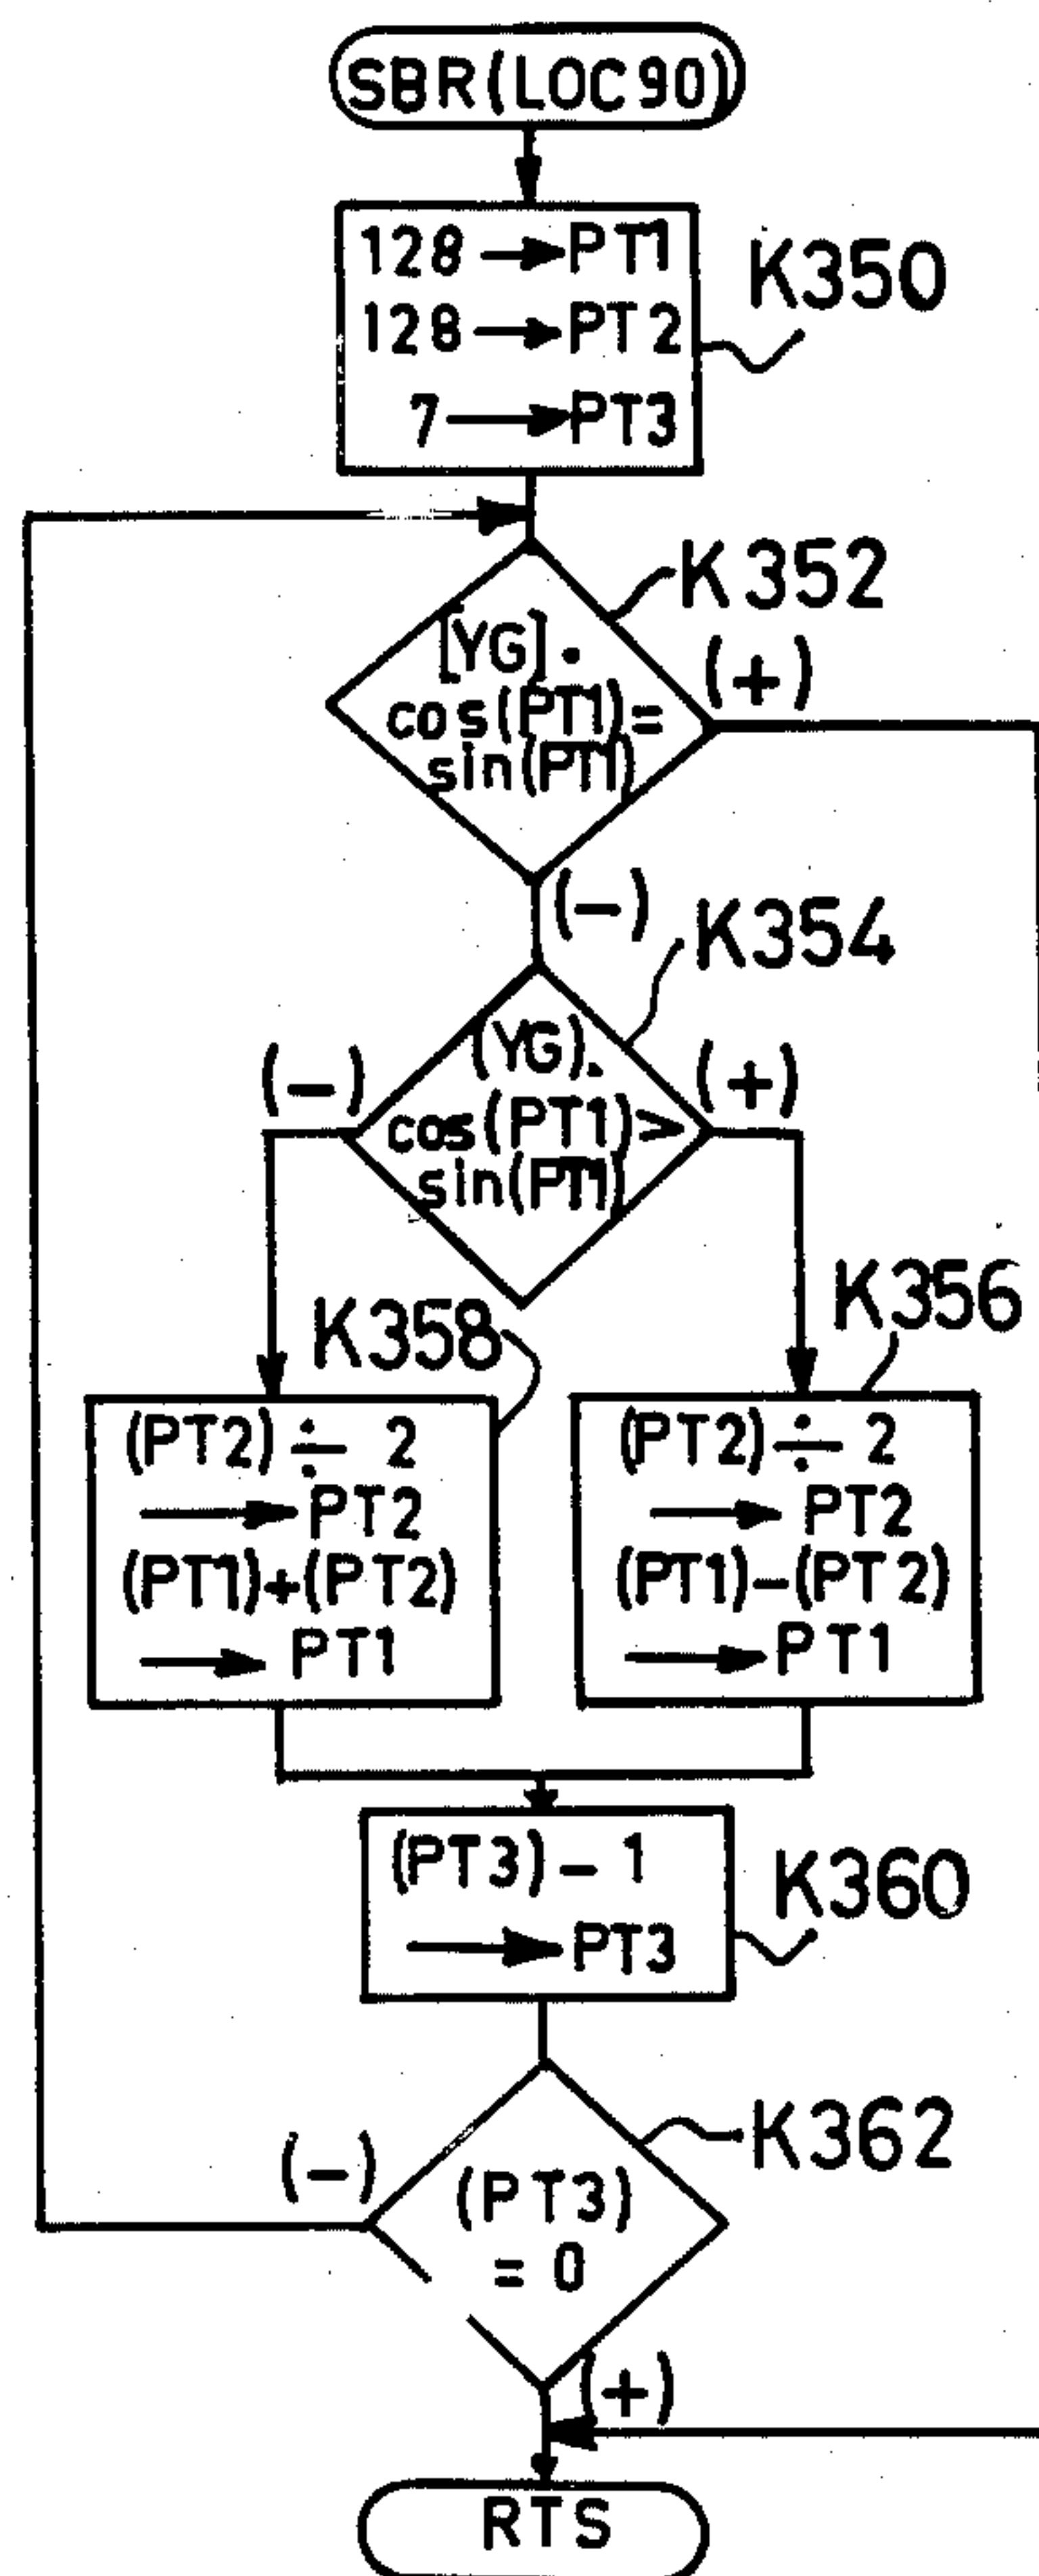 SBR(LOC90)
128 → PT1
128 → PT2
7 → PT3
K350
K352
[YG] ·
cos(PT1)=
sin(PT1)
(+)
(-)
K354
(YG).
cos(PT1)>
sin(PT1)
(-)
(+)
K358
K356
(PT2) ÷ 2
→ PT2
(PT1)+(PT2)
→ PT1
(PT2) ÷ 2
→ PT2
(PT1)-(PT2)
→ PT1
(PT3) - 1
→ PT3
K360
K362
(-)
(PT3)
= 0
(+)
RTS